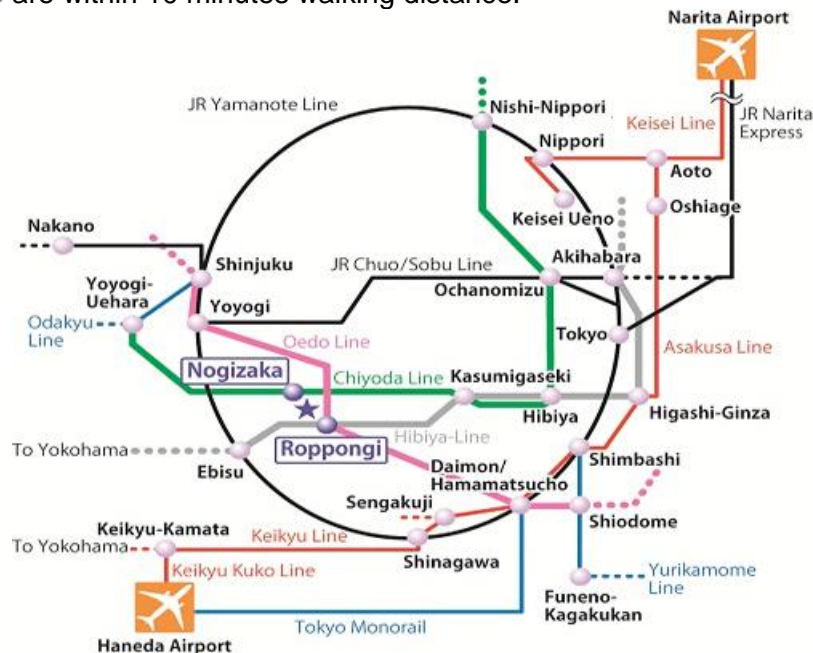 are within 10 minutes walking distance.
Narita Airport
JR Yamanote Line
Nishi-Nippori
Keisei Line
JR Narita
Express
Nippori
Aoto
Keisei Ueno
Oshiage
Nakano
Shinjuku
JR Chuo/Sobu Line
Akihabara
Yoyogi-
Uehara
Ochanomizu
Yoyogi
Odakyu
Line
Oedo Line
Tokyo
Asakusa Line
Nogizaka
Chiyoda Line
Kasumigaseki
Hibiya
Higashi-Ginza
Hibiya-Line
To Yokohama
Roppongi
Ebisu
Shimbashi
Daimon/
Hamamatsucho
Sengakuji
Shiodome
Keikyu-Kamata
To Yokohama
Keikyu Line
Shinagawa
Keikyu Kuko Line
Yurikamome
Line
Funeno-
Kagakukan
Tokyo Monorail
Haneda Airport